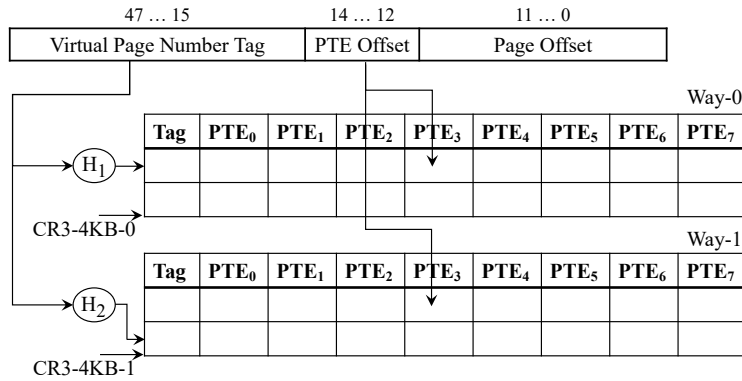 47 … 15 14 … 12 11 … 0
Virtual Page Number Tag PTE Offset Page Offset
Way-0
Tag PTE₀ PTE₁ PTE₂ PTE₃ PTE₄ PTE₅ PTE₆ PTE₇
H₁
CR3-4KB-0
Way-1
Tag PTE₀ PTE₁ PTE₂ PTE₃ PTE₄ PTE₅ PTE₆ PTE₇
H₂
CR3-4KB-1